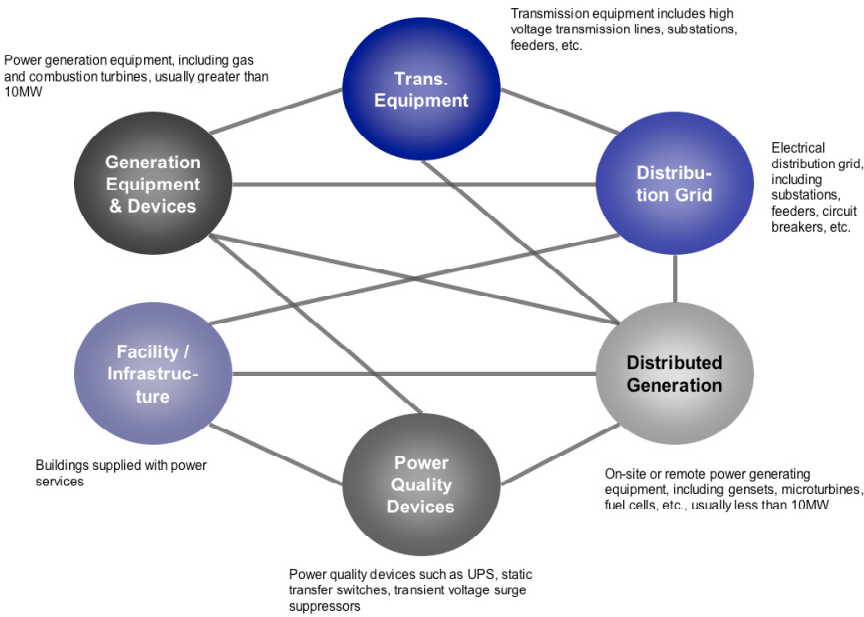 Transmission equipment includes high
voltage transmission lines, substations,
feeders, etc.
Power generation equipment, including gas
and combustion turbines, usually greater than
10MW
Trans.
Equipment
Generation
Equipment
& Devices
Distribu-
tion Grid
Electrical
distribution grid,
including
substations,
feeders, circuit
breakers, etc.
Facility /
Infrastruc-
ture
Distributed
Generation
Buildings supplied with power
services
Power
Quality
Devices
On-site or remote power generating
equipment, including gensets, microturbines,
fuel cells, etc., usually less than 10MW
Power quality devices such as UPS, static
transfer switches, transient voltage surge
suppressors